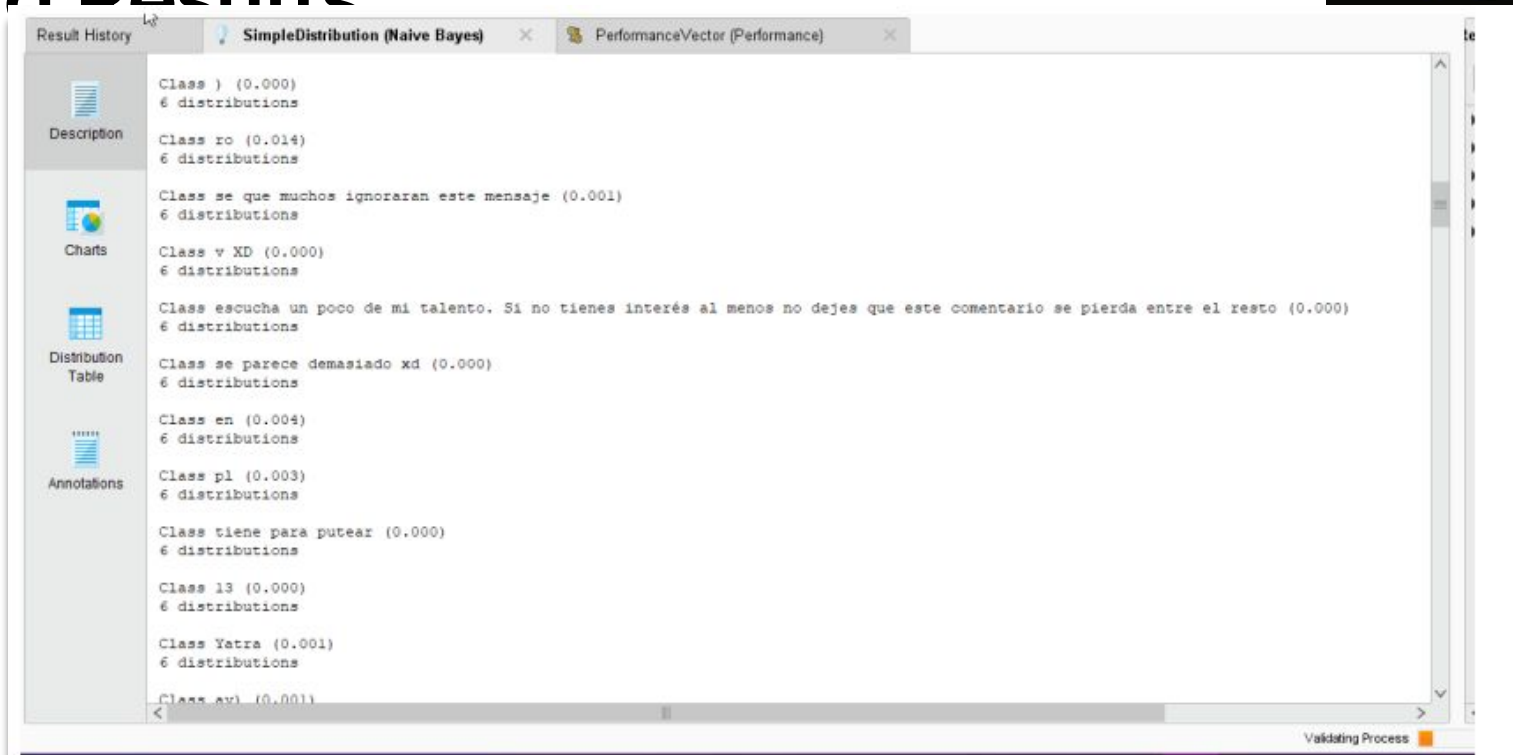 Result History
SimpleDistribution (Naive Bayes)
PerformanceVector (Performance)
Description
Charts
Distribution
Table
Annotations
Class ) (0.000)
6 distributions
Class ro (0.014)
6 distributions
Class se que muchos ignoraran este mensaje (0.001)
6 distributions
Class v XD (0.000)
6 distributions
Class escucha un poco de mi talento. Si no tienes interés al menos no dejes que este comentario se pierda entre el resto (0.000)
6 distributions
Class se parece demasiado xd (0.000)
6 distributions
Class en (0.004)
6 distributions
Class pl (0.003)
6 distributions
Class tiene para putear (0.000)
6 distributions
Class 13 (0.000)
6 distributions
Class Yatra (0.001)
6 distributions
Class ay) (0.001)
Validating Process